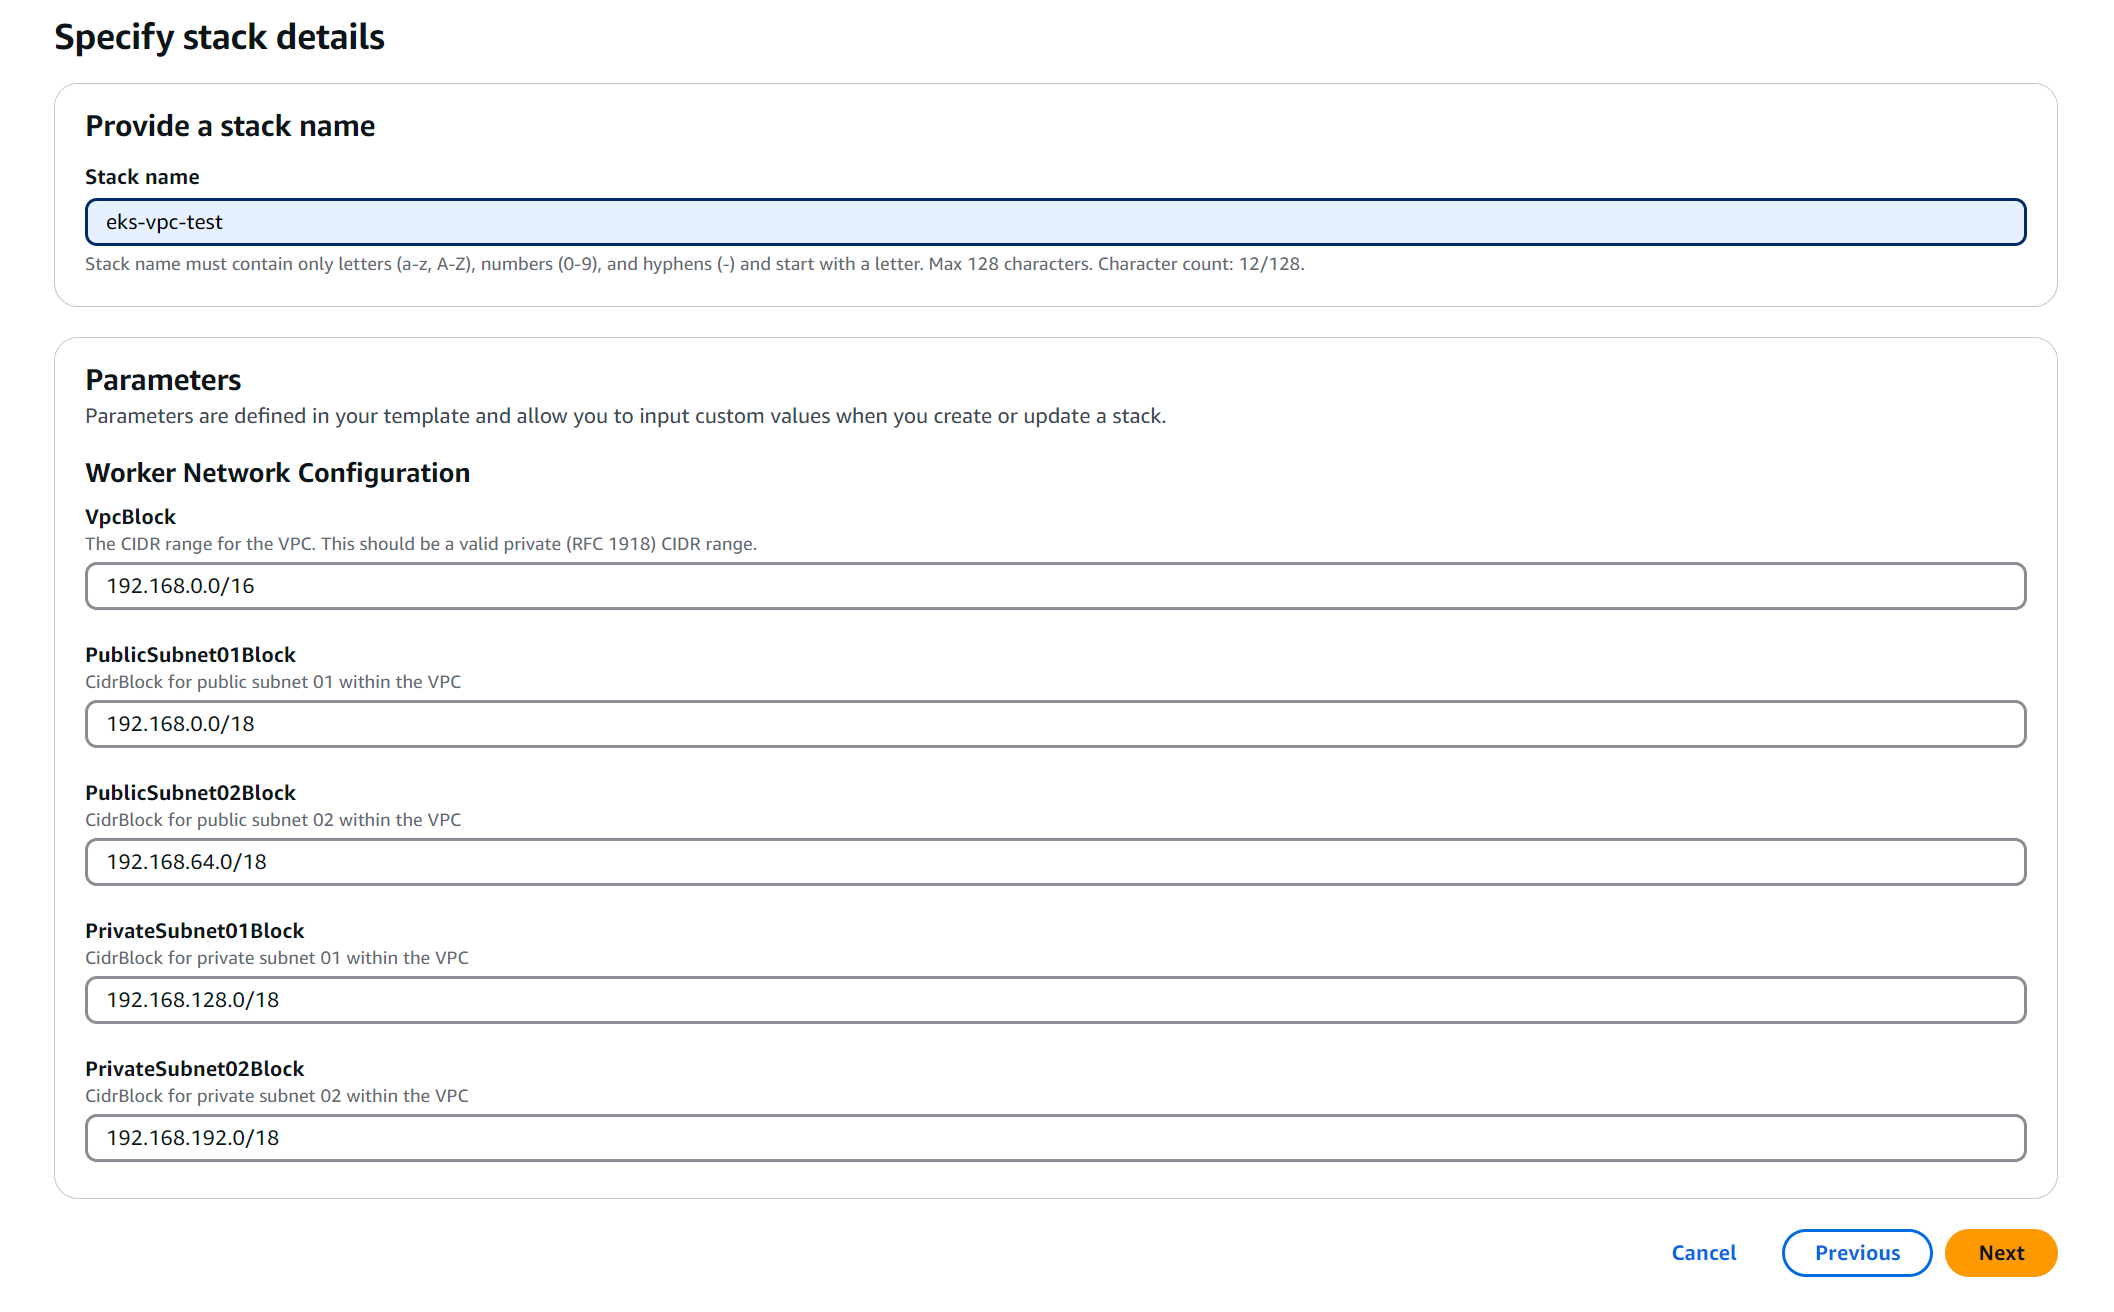 Specify stack details
Provide a stack name
Stack name
eks-vpc-test
Stack name must contain only letters (a-z, A-Z), numbers (0-9), and hyphens (-) and start with a letter. Max 128 characters. Character count: 12/128.
Parameters
Parameters are defined in your template and allow you to input custom values when you create or update a stack.
Worker Network Configuration
VpcBlock
The CIDR range for the VPC. This should be a valid private (RFC 1918) CIDR range.
192.168.0.0/16
PublicSubnet01Block
CidrBlock for public subnet 01 within the VPC
192.168.0.0/18
PublicSubnet02Block
CidrBlock for public subnet 02 within the VPC
192.168.64.0/18
PrivateSubnet01Block
CidrBlock for private subnet 01 within the VPC
192.168.128.0/18
PrivateSubnet02Block
CidrBlock for private subnet 02 within the VPC
192.168.192.0/18
Cancel Previous Next